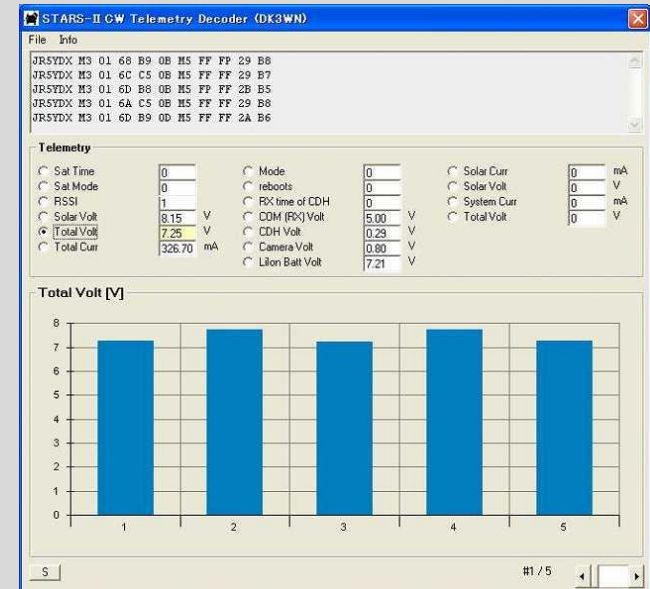 STARS-II CW Telemetry Decoder (DK3WN)
File Info
JR5YDX M3 01 68 B9 0B M5 FF FP 29 B8
JR5YDX M3 01 6C C5 0B M5 FP FF 29 B7
JR5YDX M3 01 6D B8 0B M5 FP FF 2B B5
JR5YDX M3 01 6A C5 0B M5 FF FF 29 B8
JR5YDX M3 01 6D B9 0D M5 FF FF 2A B6
Telemetry
Sat Time 0
Sat Mode 0
RSSI 1
Solar Volt 8.15 V
Total Volt 7.25 V
Total Curr 326.70 mA
Mode 0
reboots 0
RX time of CDH 0
COM (RX) Volt 5.00 V
CDH Volt 0.29 V
Camera Volt 0.80 V
LiIon Batt Volt 7.21 V
Solar Curr 0 mA
Solar Volt 0 V
System Curr 0 mA
Total Volt 0 V
Total Volt [V]
8
7
6
5
4
3
2
1
0
1 2 3 4 5
S
#1 / 5